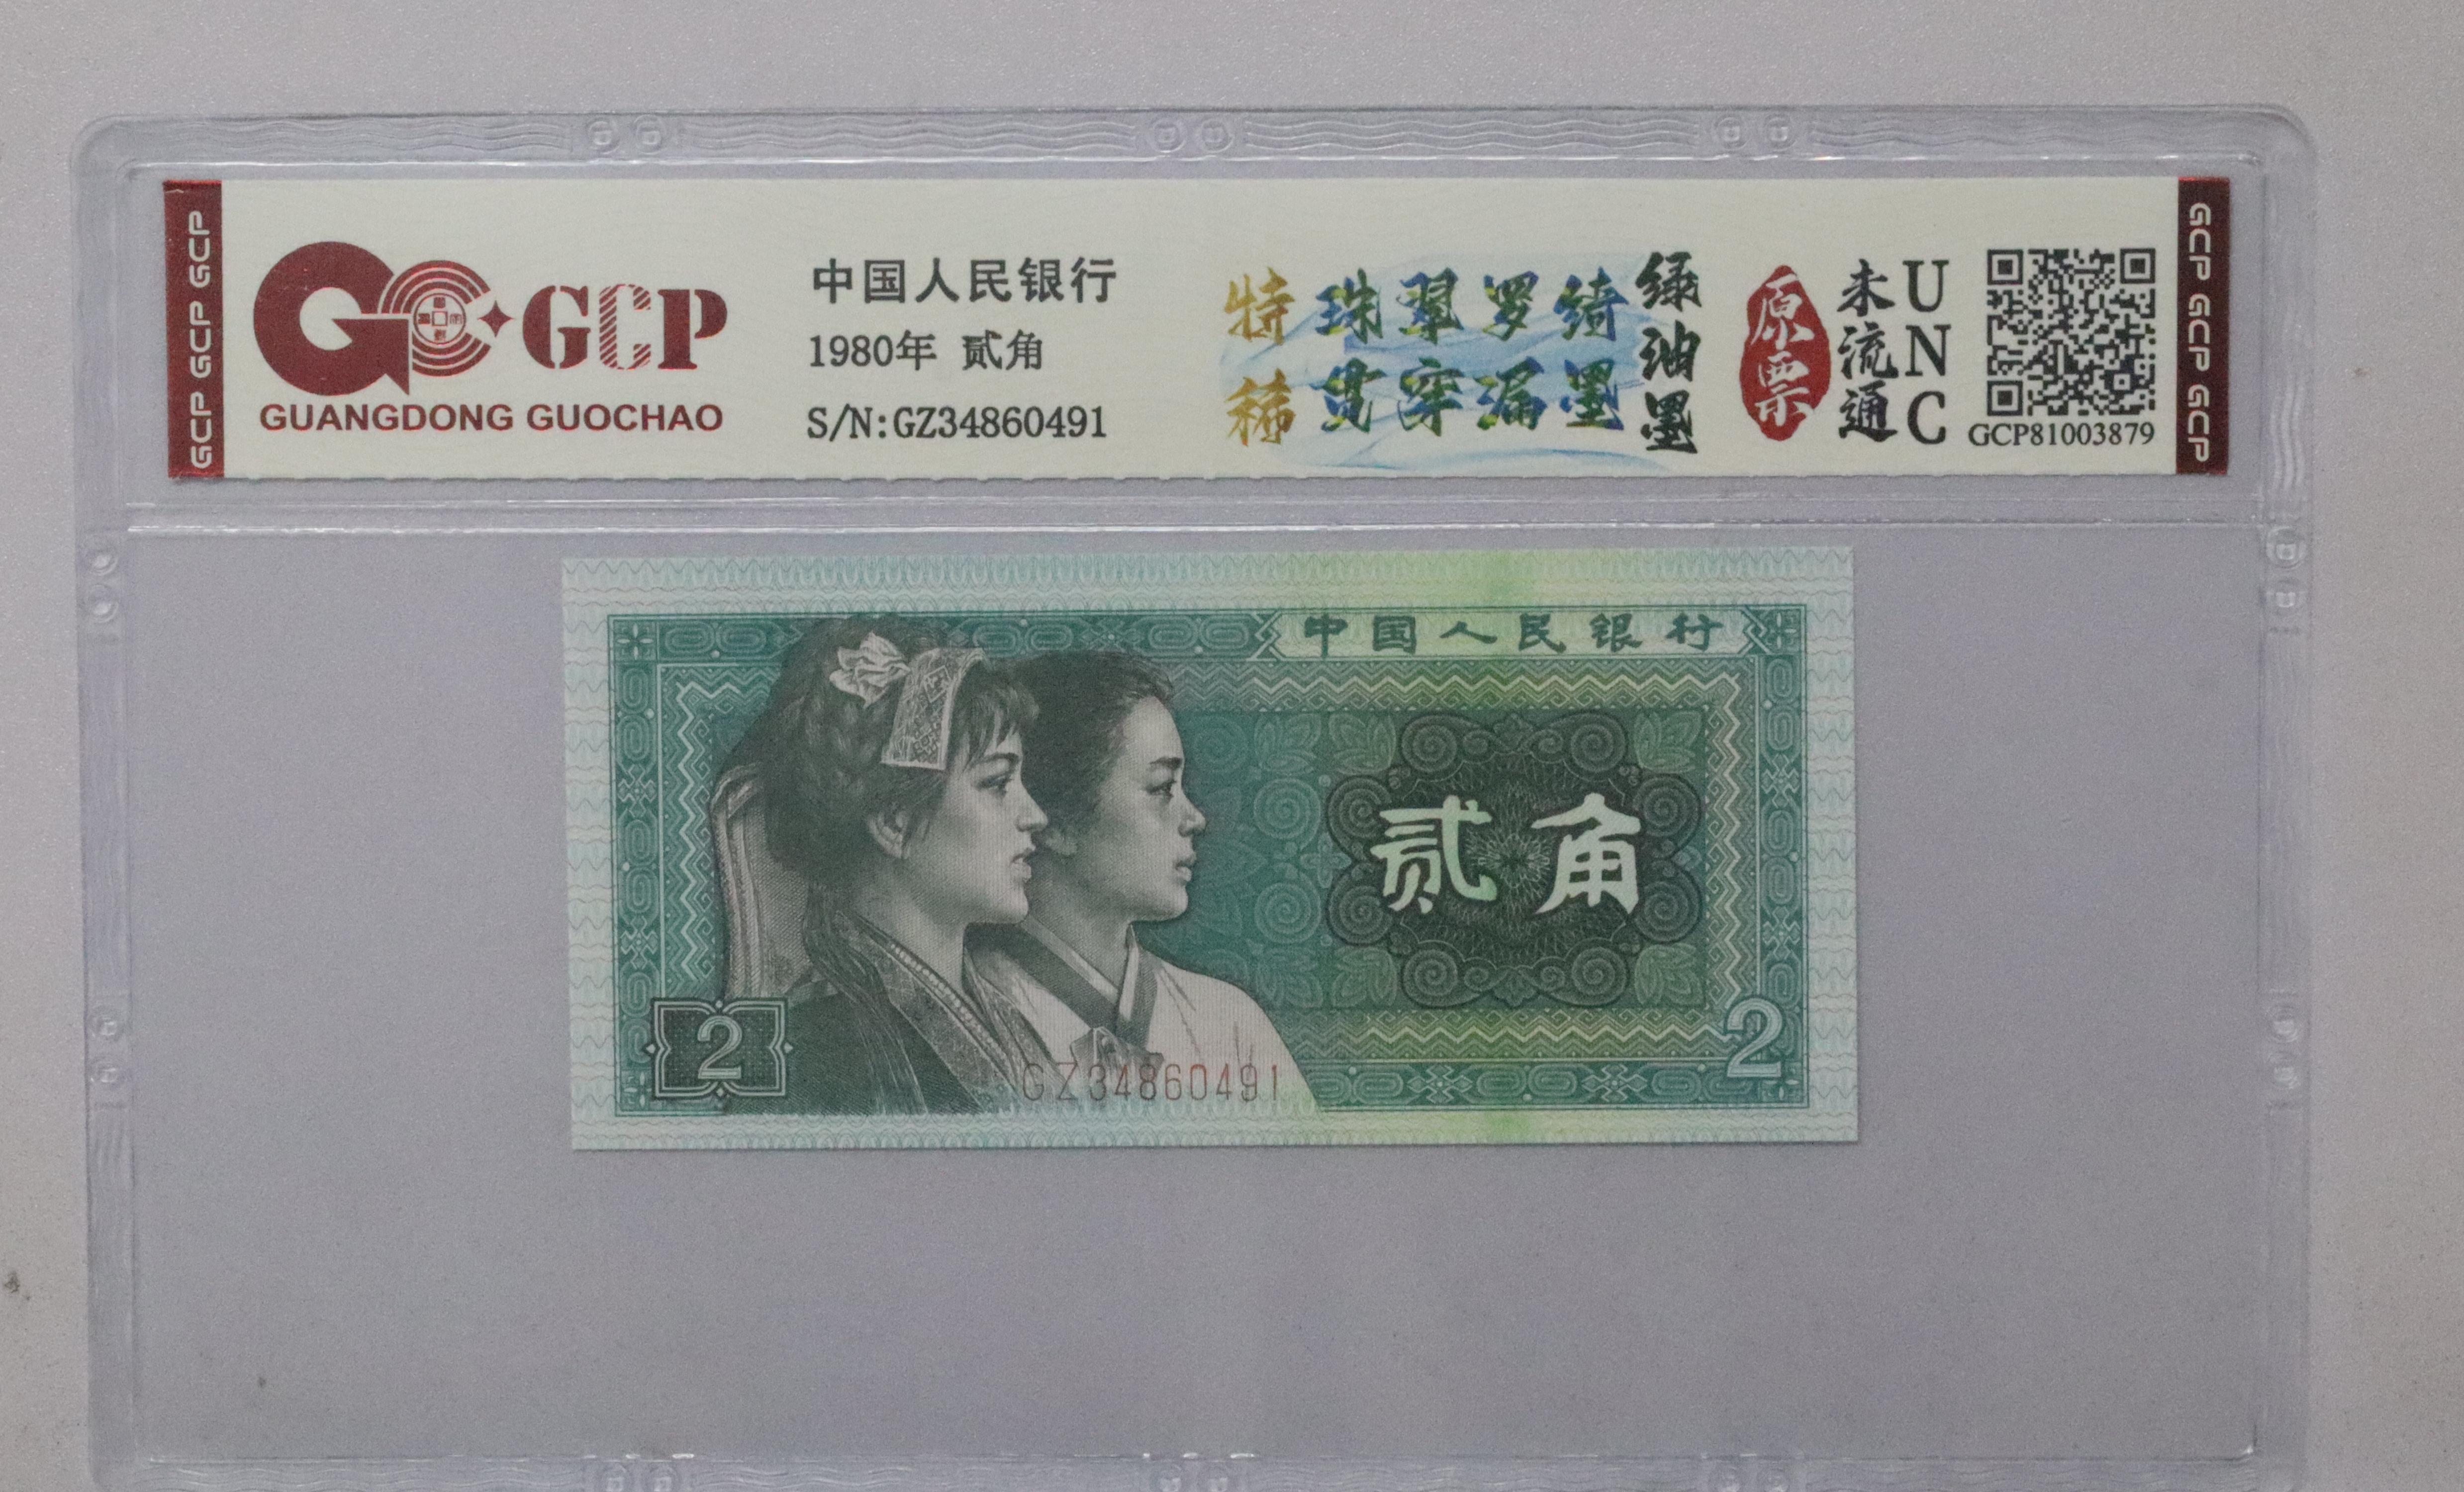 GCP GCP GCP
GCP
GUANGDONG GUOCHAO
中国人民银行
1980年 贰角
S/N:GZ34860491
特稀
珠翠罗绮
贯穿漏墨
绿油墨
原票
未流通
UNC
GCP81003879
GCP GCP GCP
中国人民银行
贰角
2
2
GZ34860491